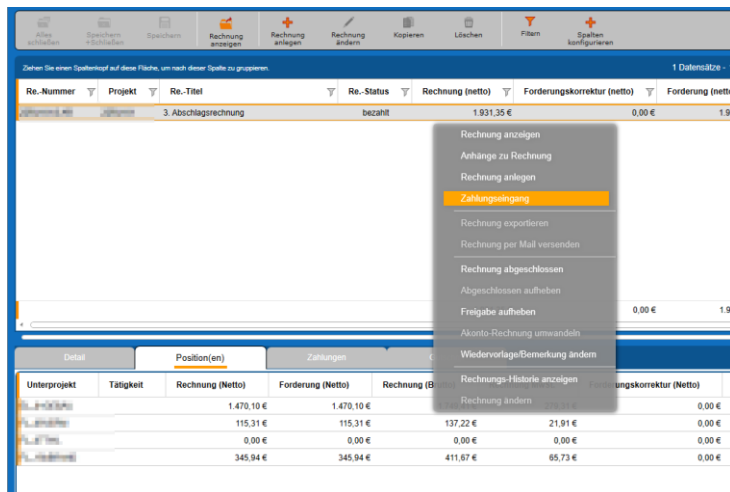 Alles schließen
Speichern +Schließen
Speichern
Rechnung anzeigen
Rechnung anlegen
Rechnung ändern
Kopieren
Löschen
Filtern
Spalten konfigurieren
Ziehen Sie einen Spaltenkopf auf diese Fläche, um nach dieser Spalte zu gruppieren.
1 Datensätze -
Re.-Nummer Projekt Re.-Titel Re.-Status Rechnung (netto) Forderungskorrektur (netto) Forderung (nett
3. Abschlagsrechnung bezahlt 1.931,35 € 0,00 € 1.9
Rechnung anzeigen
Anhänge zu Rechnung
Rechnung anlegen
Zahlungseingang
Rechnung exportieren
Rechnung per Mail versenden
Rechnung abgeschlossen
Abgeschlossen aufheben
Freigabe aufheben
Akonto-Rechnung umwandeln
Wiedervorlage/Bemerkung ändern
Rechnungs-Historie anzeigen
Rechnung ändern
0,00 € 1.9
Detail Position(en) Zahlungen
Unterprojekt Tätigkeit Rechnung (Netto) Forderung (Netto) Rechnung (B ungskorrektur (Netto)
1.470,10 € 1.470,10 € 0,00 €
115,31 € 115,31 € 137,22 € 21,91 € 0,00 €
0,00 € 0,00 € 0,00 € 0,00 € 0,00 €
345,94 € 345,94 € 411,67 € 65,73 € 0,00 €